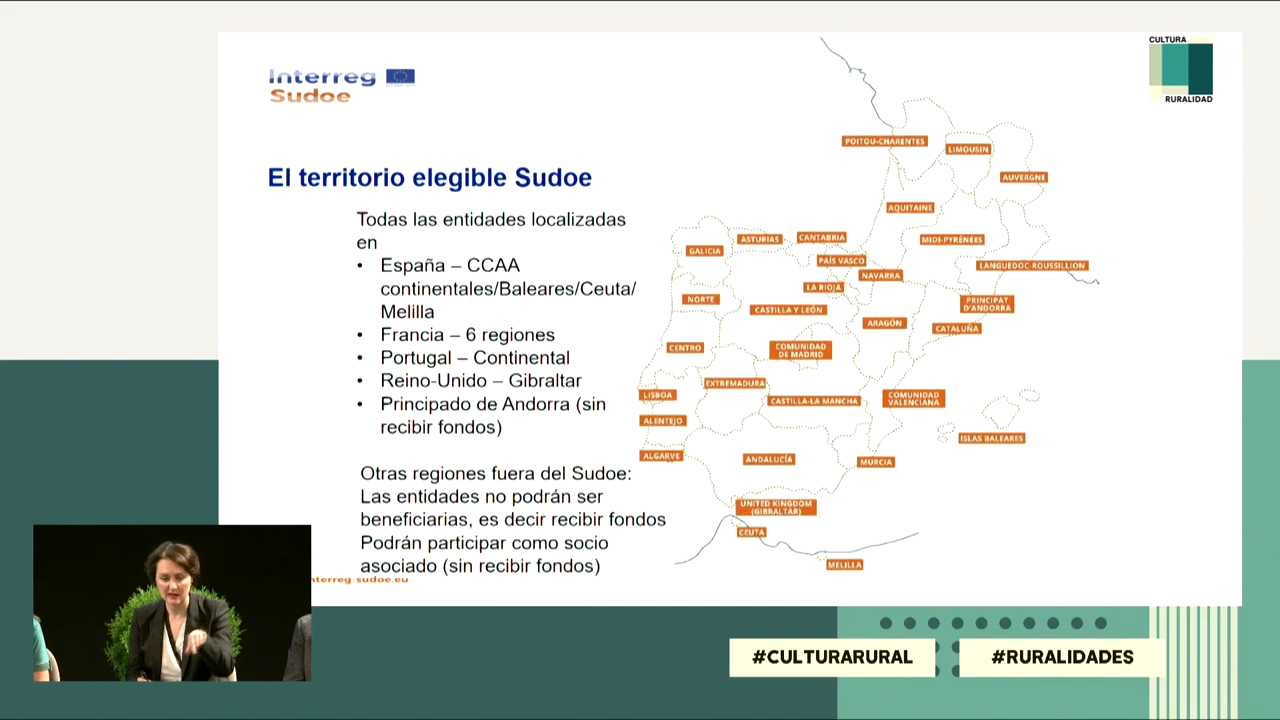 CULTURA
RURALIDAD
Interreg
Sudoe
El territorio elegible Sudoe
Todas las entidades localizadas
en
• España – CCAA
continentales/Baleares/Ceuta/
Melilla
• Francia – 6 regiones
• Portugal – Continental
• Reino-Unido – Gibraltar
• Principado de Andorra (sin
recibir fondos)
Otras regiones fuera del Sudoe:
Las entidades no podrán ser
beneficiarias, es decir recibir fondos
Podrán participar como socio
asociado (sin recibir fondos)
nterreg-sudoe.eu
POITOU-CHARENTES
LIMOUSIN
AUVERGNE
AQUITAINE
MIDI-PYRÉNÉES
LANGUEDOC-ROUSSILLION
GALICIA
ASTURIAS
CANTABRIA
PAÍS VASCO
NAVARRA
LA RIOJA
NORTE
CASTILLA Y LEÓN
ARAGÓN
PRINCIPAT
D'ANDORRA
CATALUÑA
CENTRO
COMUNIDAD
DE MADRID
EXTREMADURA
LISBOA
CASTILLA-LA MANCHA
COMUNIDAD
VALENCIANA
ALENTEJO
ISLAS BALEARES
ALGARVE
ANDALUCÍA
MURCIA
UNITED KINGDOM
(GIBRALTAR)
CEUTA
MELILLA
#CULTURARURAL
#RURALIDADES